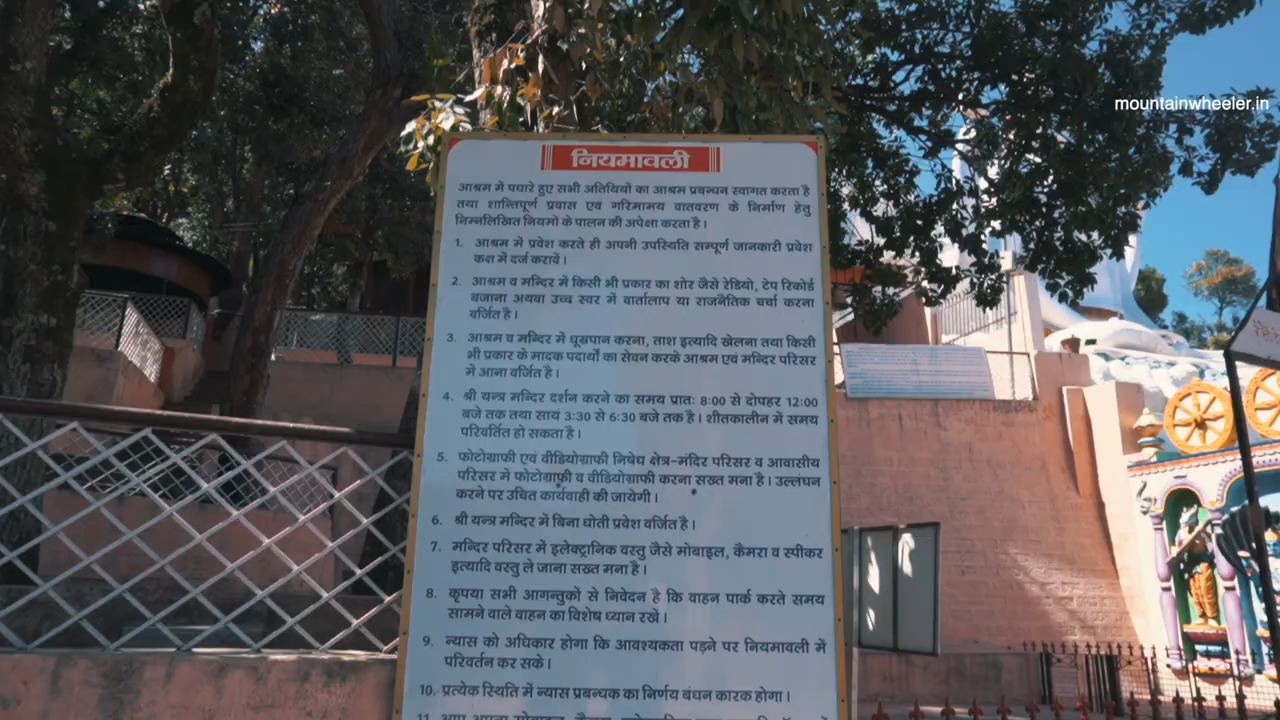 mountainwheeler.in
नियमावली
आश्रम में पधारे हुए सभी अतिथियों का आश्रम प्रबन्धन स्वागत करता है
तथा शान्तिपूर्ण प्रवास एवं गरिमामय वातवरण के निर्माण हेतु
निम्नलिखित नियमो के पालन की अपेक्षा करता है।
1. आश्रम में प्रवेश करते ही अपनी उपस्थिति सम्पूर्ण जानकारी प्रवेश
कक्ष में दर्ज करावें।
2. आश्रम व मन्दिर में किसी भी प्रकार का शोर जैसे रेडियो, टेप रिकोर्ड
बजाना अथवा उच्च स्वर में वार्तालाप या राजनैतिक चर्चा करना
वर्जित है।
3. आश्रम व मन्दिर में धूम्रपान करना, ताश इत्यादि खेलना तथा किसी
भी प्रकार के मादक पदार्थों का सेवन करके आश्रम एवं मन्दिर परिसर
में आना वर्जित है।
4. श्री यन्त्र मन्दिर दर्शन करने का समय प्रातः 8:00 से दोपहर 12:00
बजे तक तथा सायं 3:30 से 6:30 बजे तक है। शीतकालीन में समय
परिवर्तित हो सकता है।
5. फोटोग्राफी एवं वीडियोग्राफी निषेध क्षेत्र-मंदिर परिसर व आवासीय
परिसर में फोटोग्राफी व वीडियोग्राफी करना सख्त मना है। उल्लंघन
करने पर उचित कार्यवाही की जायेगी।
6. श्री यन्त्र मन्दिर में बिना धोती प्रवेश वर्जित है।
7. मन्दिर परिसर में इलेक्ट्रानिक वस्तु जैसे मोबाइल, कैमरा व स्पीकर
इत्यादि वस्तु ले जाना सख्त मना है।
8. कृपया सभी आगन्तुकों से निवेदन है कि वाहन पार्क करते समय
सामने वाले वाहन का विशेष ध्यान रखें।
9. न्यास को अधिकार होगा कि आवश्यकता पड़ने पर नियमावली में
परिवर्तन कर सके।
10. प्रत्येक स्थिति में न्यास प्रबन्धक का निर्णय बंधन कारक होगा।
11. आप अपना मोबाइल,